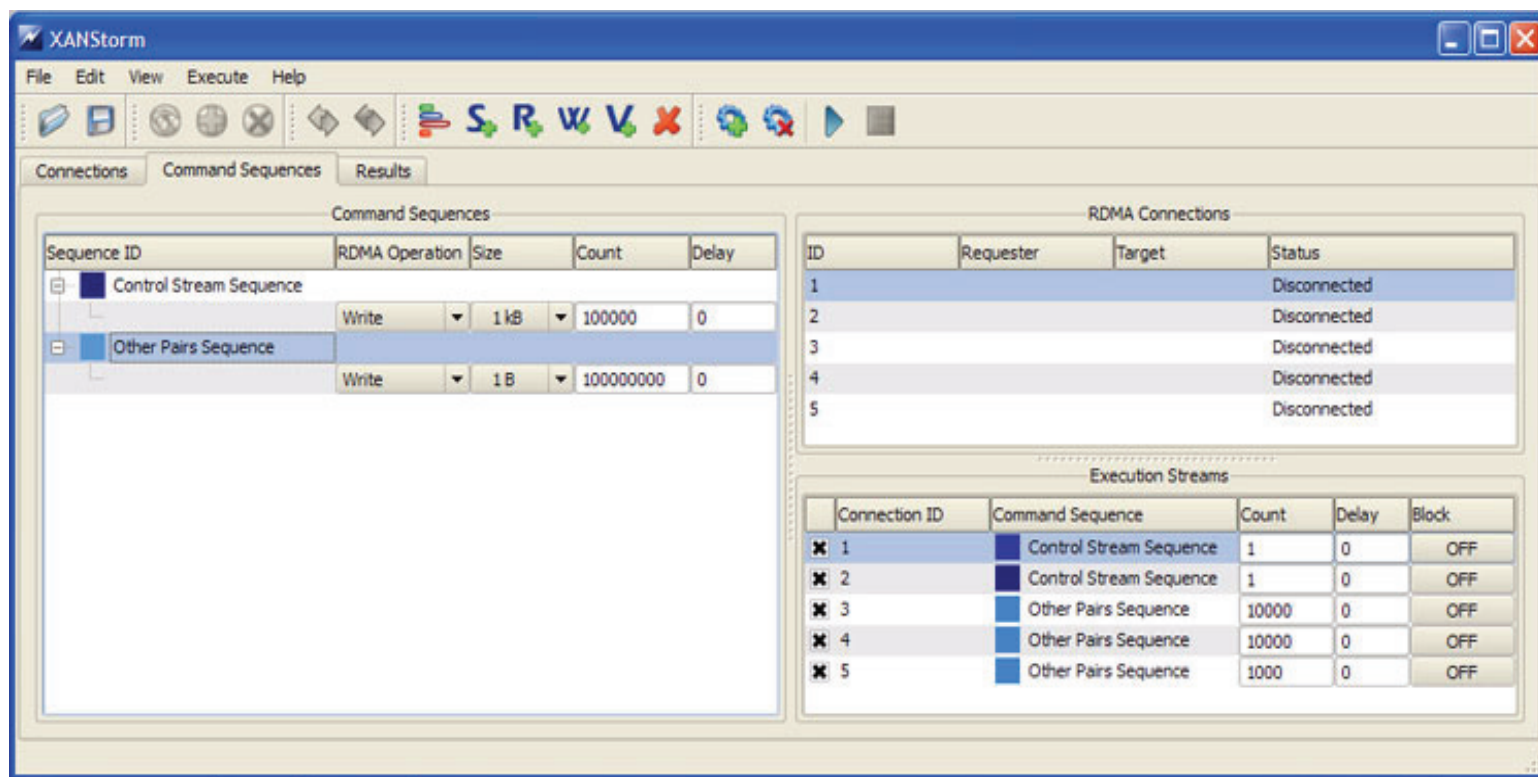 XANStorm
File Edit View Execute Help
S R W V
Connections Command Sequences Results
Command Sequences
Sequence ID RDMA Operation Size Count Delay
Control Stream Sequence
Write 1 kB 100000 0
Other Pairs Sequence
Write 1 B 100000000 0
RDMA Connections
ID Requester Target Status
1 Disconnected
2 Disconnected
3 Disconnected
4 Disconnected
5 Disconnected
Execution Streams
Connection ID Command Sequence Count Delay Block
1 Control Stream Sequence 1 0 OFF
2 Control Stream Sequence 1 0 OFF
3 Other Pairs Sequence 10000 0 OFF
4 Other Pairs Sequence 10000 0 OFF
5 Other Pairs Sequence 1000 0 OFF